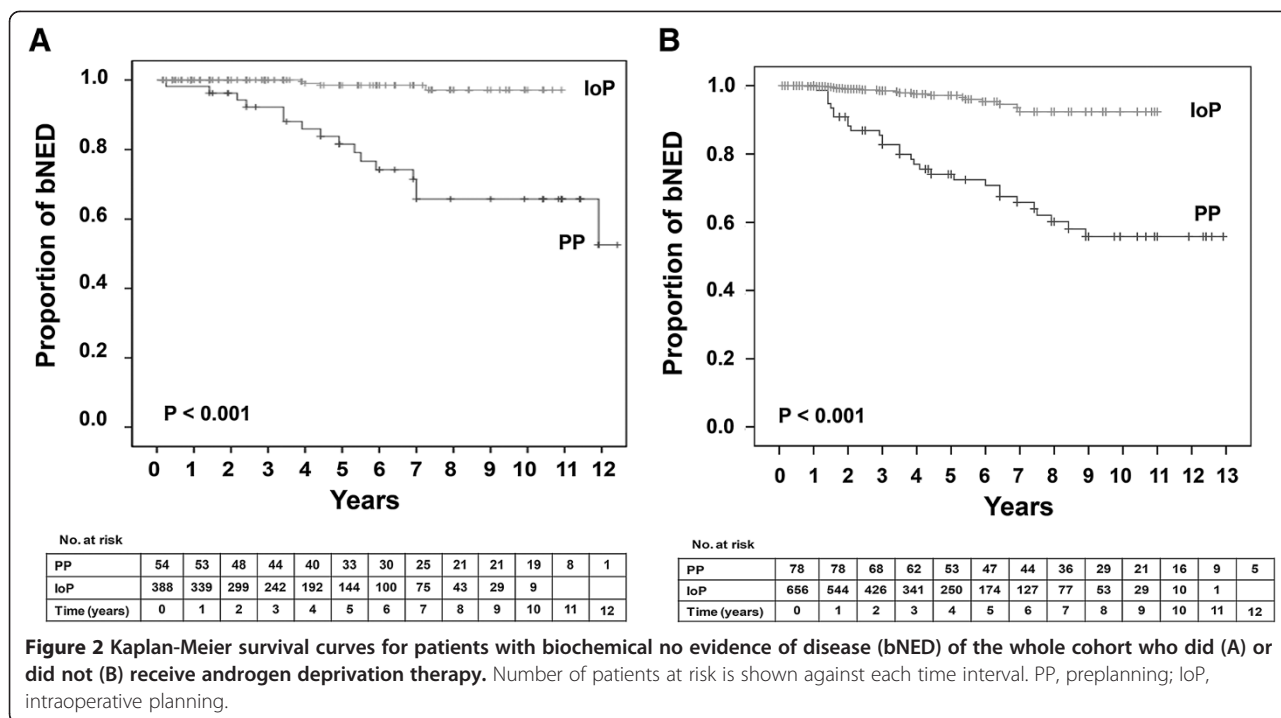 A
Proportion of bNED
1.0
0.8
0.6
0.4
0.2
0.0
IoP
PP
P < 0.001
0 1 2 3 4 5 6 7 8 9 10 11 12
Years
No. at risk
PP 54 53 48 44 40 33 30 25 21 21 19 8 1
IoP 388 339 299 242 192 144 100 75 43 29 9
Time (years) 0 1 2 3 4 5 6 7 8 9 10 11 12
B
Proportion of bNED
1.0
0.8
0.6
0.4
0.2
0.0
IoP
PP
P < 0.001
0 1 2 3 4 5 6 7 8 9 10 11 12 13
Years
No. at risk
PP 78 78 68 62 53 47 44 36 29 21 16 9 5
IoP 656 544 426 341 250 174 127 77 53 29 10 1
Time (years) 0 1 2 3 4 5 6 7 8 9 10 11 12
Figure 2 Kaplan-Meier survival curves for patients with biochemical no evidence of disease (bNED) of the whole cohort who did (A) or
did not (B) receive androgen deprivation therapy. Number of patients at risk is shown against each time interval. PP, preplanning; IoP,
intraoperative planning.